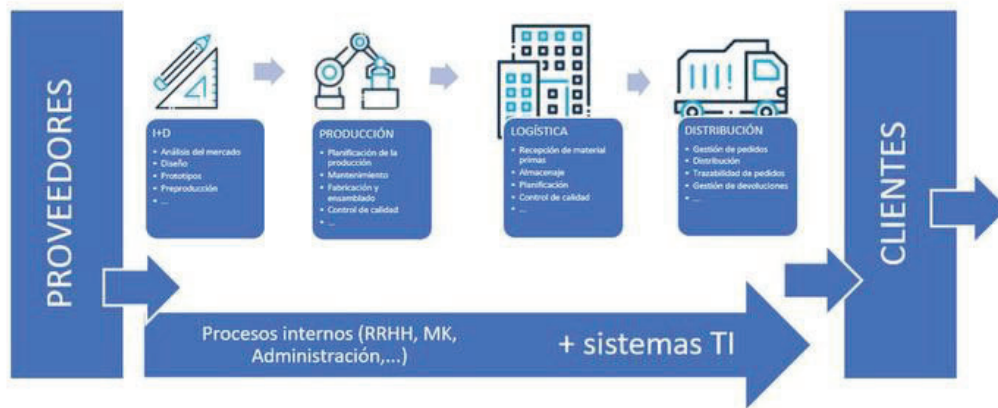 PROVEEDORES
I+D
• Análisis del mercado
• Diseño
• Prototipos
• Preproducción
• ...
PRODUCCIÓN
• Planificación de la
producción
• Mantenimiento
• Fabricación y
ensamblado
• Control de calidad
• ...
LOGÍSTICA
• Recepción de material
primas
• Almacenaje
• Planificación
• Control de calidad
• ...
DISTRIBUCIÓN
• Gestión de pedidos
• Distribución
• Trazabilidad de pedidos
• Gestión de devoluciones
• ...
CLIENTES
Procesos internos (RRHH, MK,
Administración,...)
+ sistemas TI